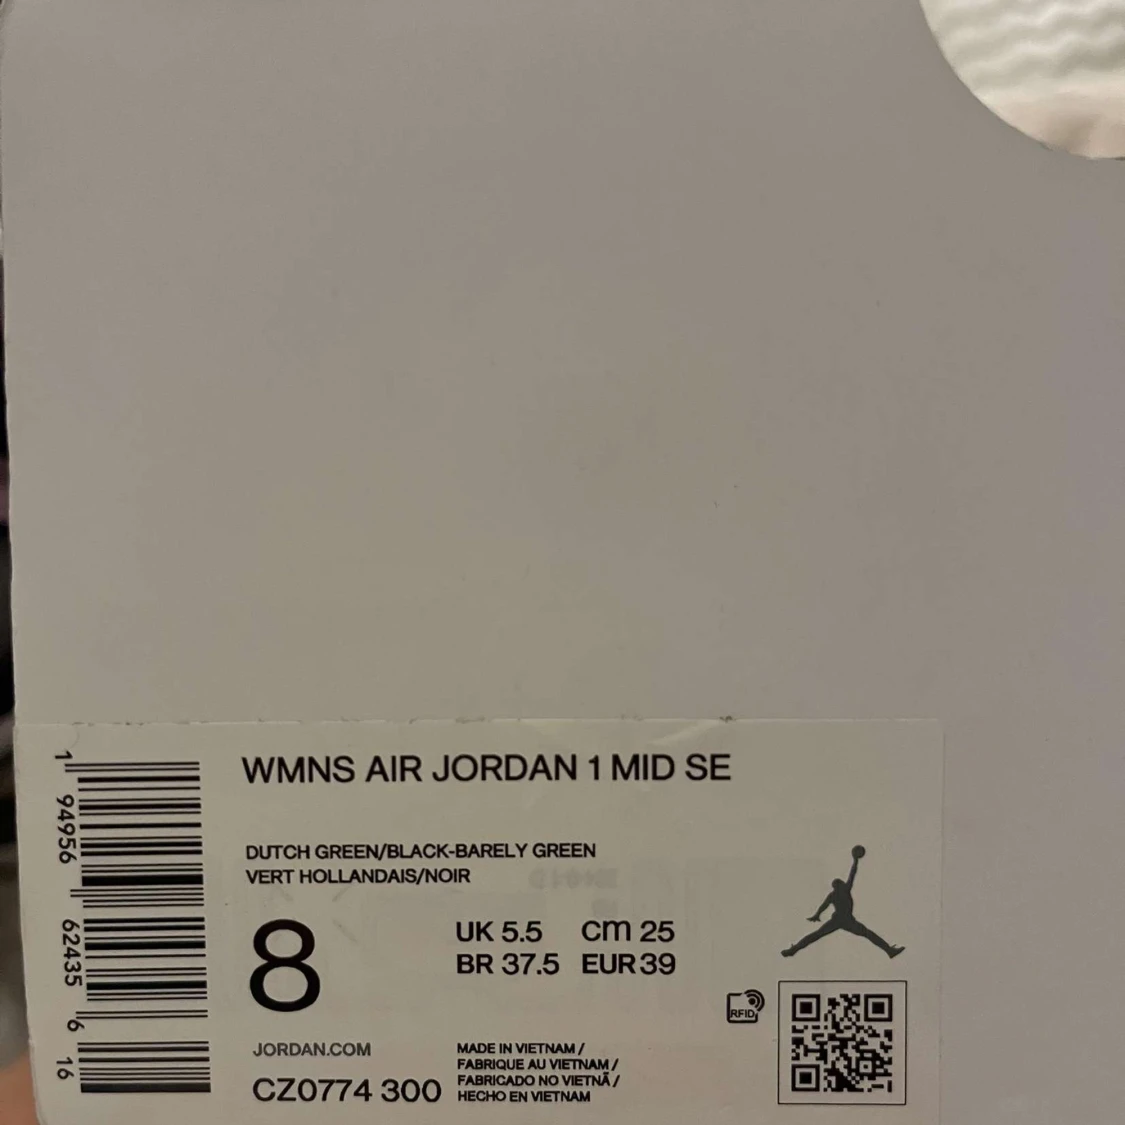 WMNS AIR JORDAN 1 MID SE
DUTCH GREEN/BLACK-BARELY GREEN
VERT HOLLANDAIS/NOIR
8
UK 5.5 cm 25
BR 37.5 EUR 39
RFID
JORDAN.COM
CZ0774 300
MADE IN VIETNAM /
FABRIQUE AU VIETNAM /
FABRICADO NO VIETNÃ /
HECHO EN VIETNAM
1 94956 62435 6 16